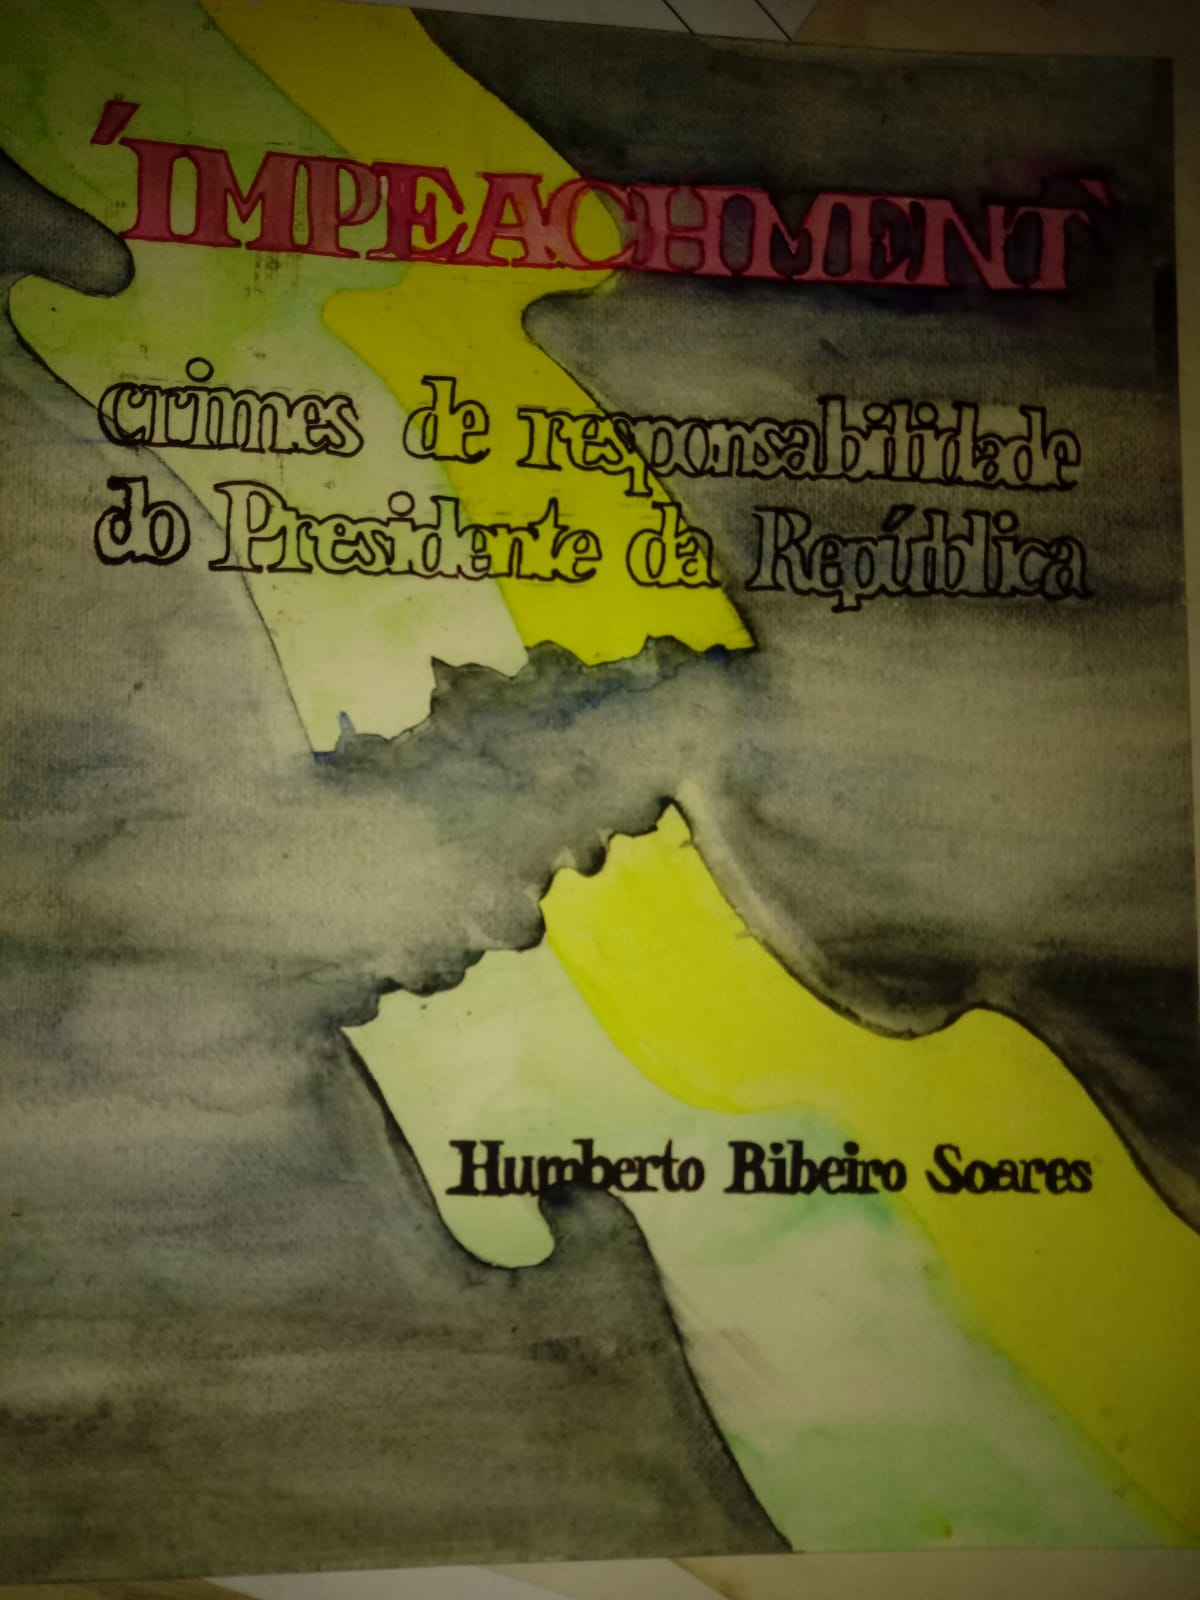 'IMPEACHMENT`
crimes de responsabilidade
do Presidente da República
Humberto Ribeiro Soares